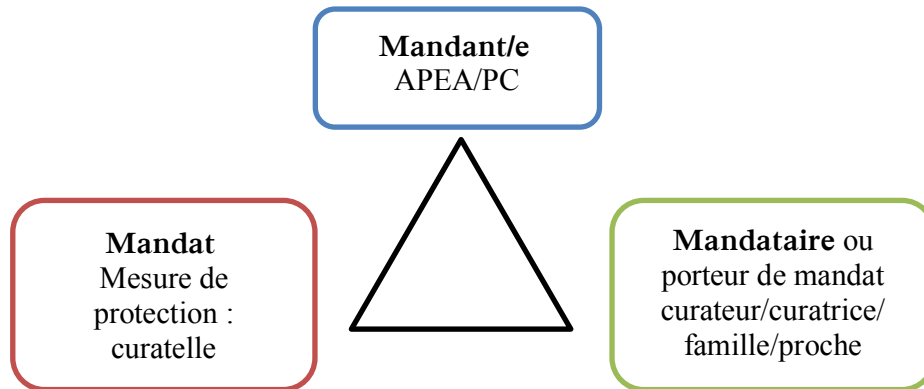 Mandant/e
APEA/PC
Mandat
Mesure de
protection :
curatelle
Mandataire ou
porteur de mandat
curateur/curatrice/
famille/proche